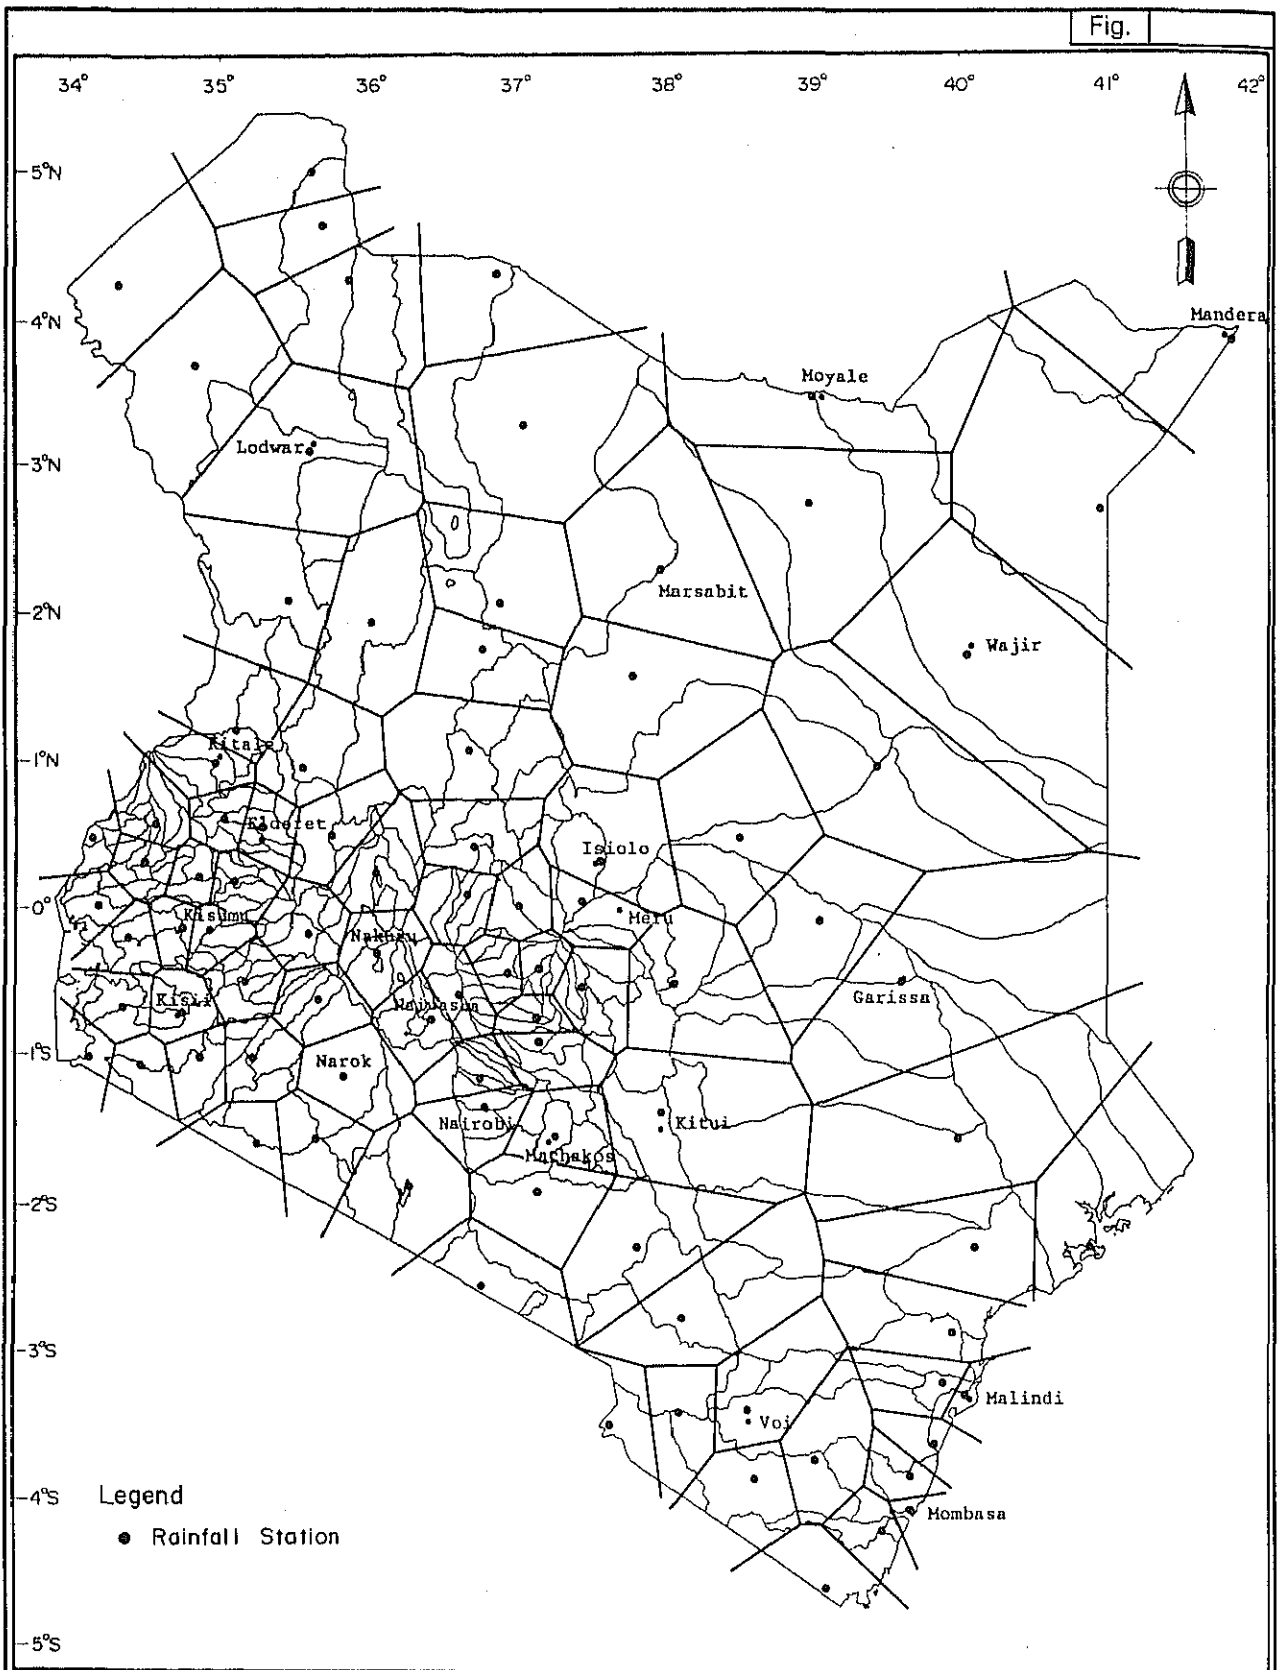 Fig.
34° 35° 36° 37° 38° 39° 40° 41° 42°
5°N
4°N
Mandera
Moyale
Lodwar
3°N
Marsabit
2°N
Wajir
Kitale
1°N
Eldoret
Isiolo
0°
Kisumu
Meru
Nakuru
Garissa
Kisii
Naivasha
1°S
Narok
Nairobi
Kitui
Machakos
2°S
3°S
Malindi
Voi
4°S
Legend
Rainfall Station
Mombasa
5°S